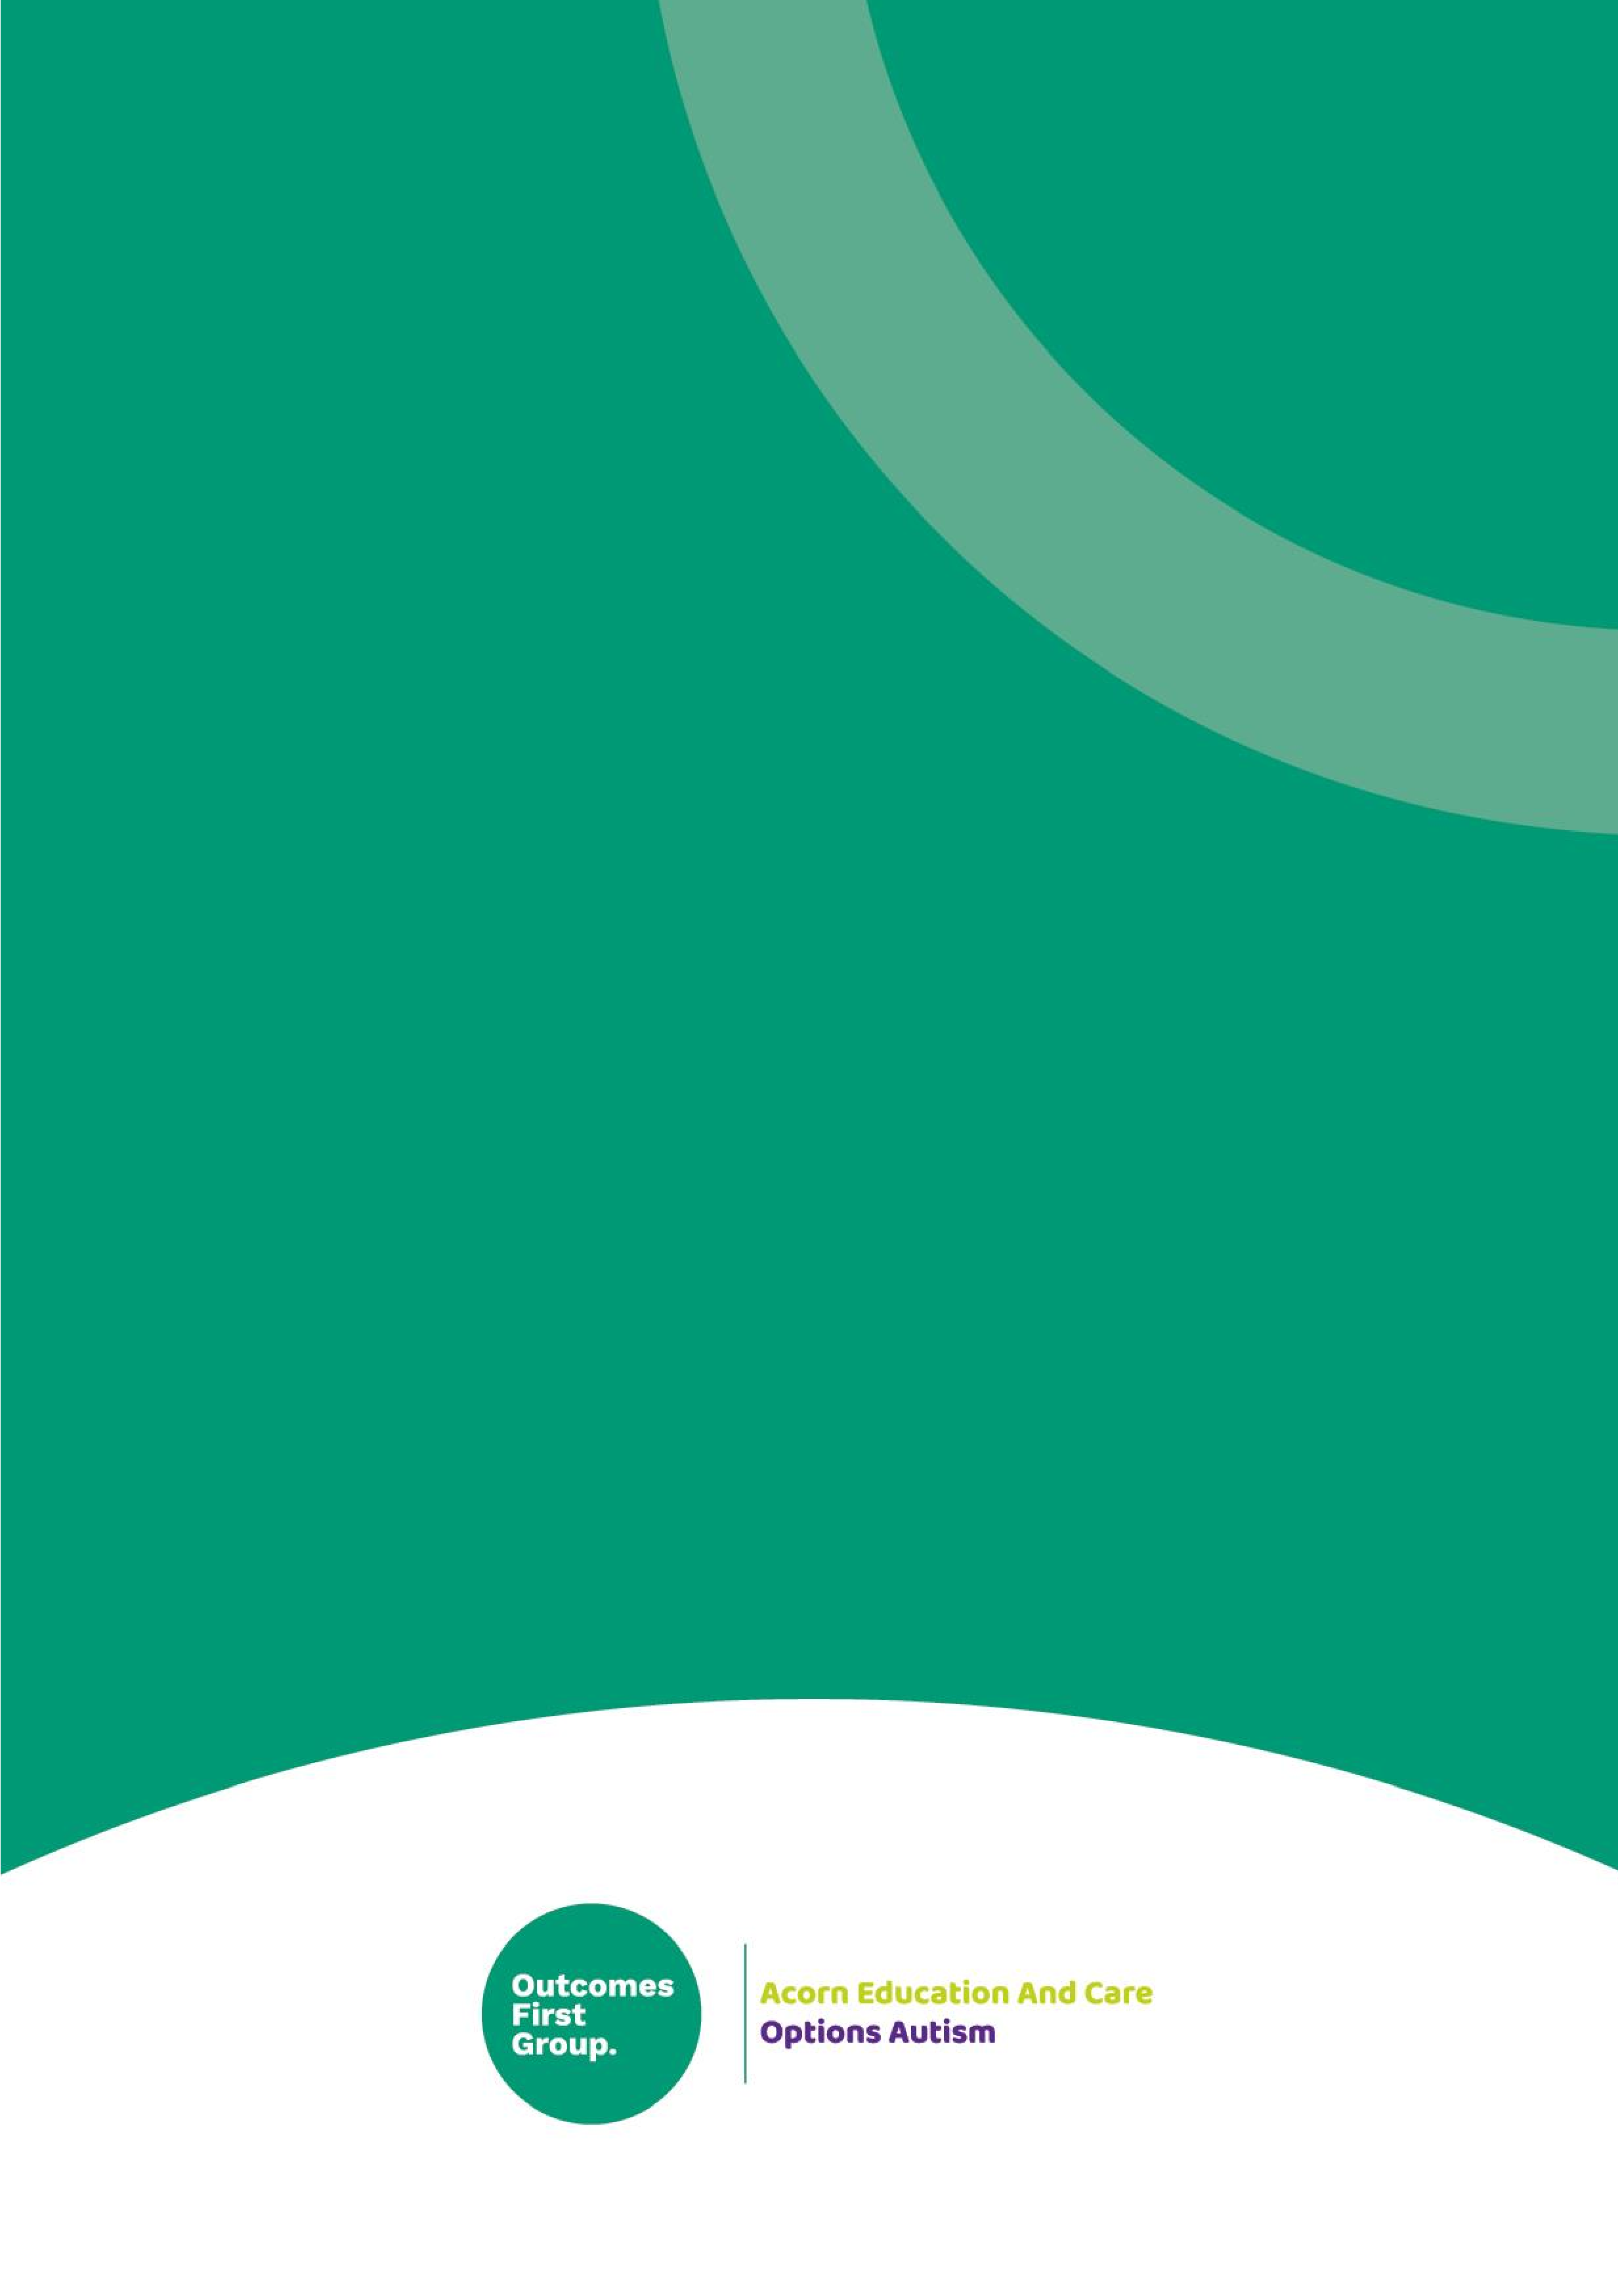 Outcomes
First
Group.
Acorn Education And Care
Options Autism